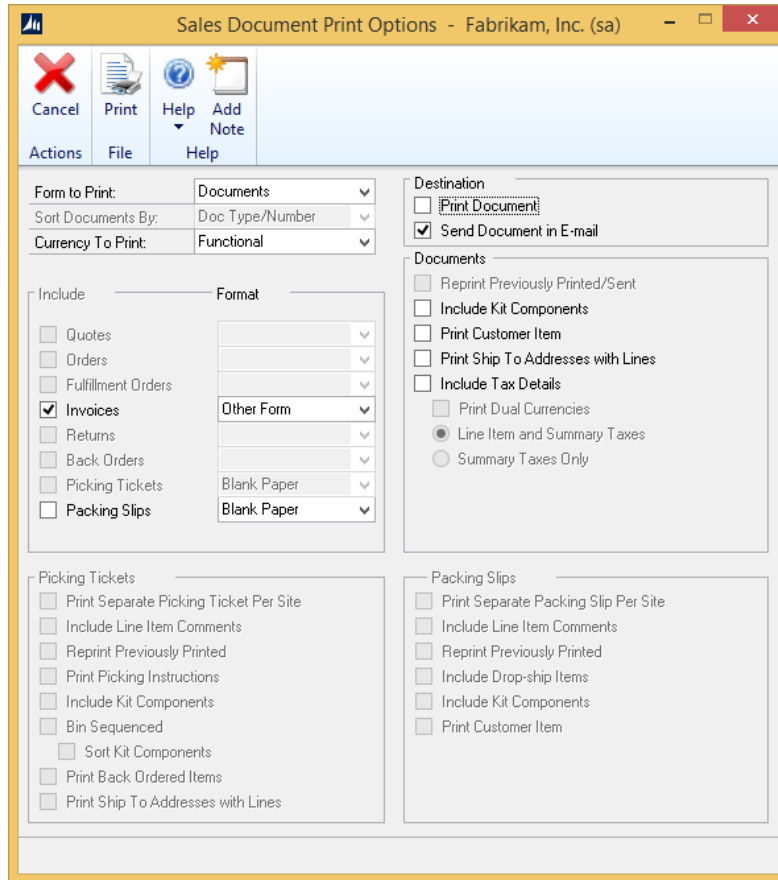 Sales Document Print Options - Fabrikam, Inc. (sa)
Cancel
Print
Help
Add
Note
Actions
File
Help
Form to Print:
Documents
Sort Documents By:
Doc Type/Number
Currency To Print:
Functional
Include
Format
Quotes
Orders
Fulfillment Orders
Invoices
Other Form
Returns
Back Orders
Picking Tickets
Blank Paper
Packing Slips
Blank Paper
Destination
Print Document
Send Document in E-mail
Documents
Reprint Previously Printed/Sent
Include Kit Components
Print Customer Item
Print Ship To Addresses with Lines
Include Tax Details
Print Dual Currencies
Line Item and Summary Taxes
Summary Taxes Only
Picking Tickets
Print Separate Picking Ticket Per Site
Include Line Item Comments
Reprint Previously Printed
Print Picking Instructions
Include Kit Components
Bin Sequenced
Sort Kit Components
Print Back Ordered Items
Print Ship To Addresses with Lines
Packing Slips
Print Separate Packing Slip Per Site
Include Line Item Comments
Reprint Previously Printed
Include Drop-ship Items
Include Kit Components
Print Customer Item